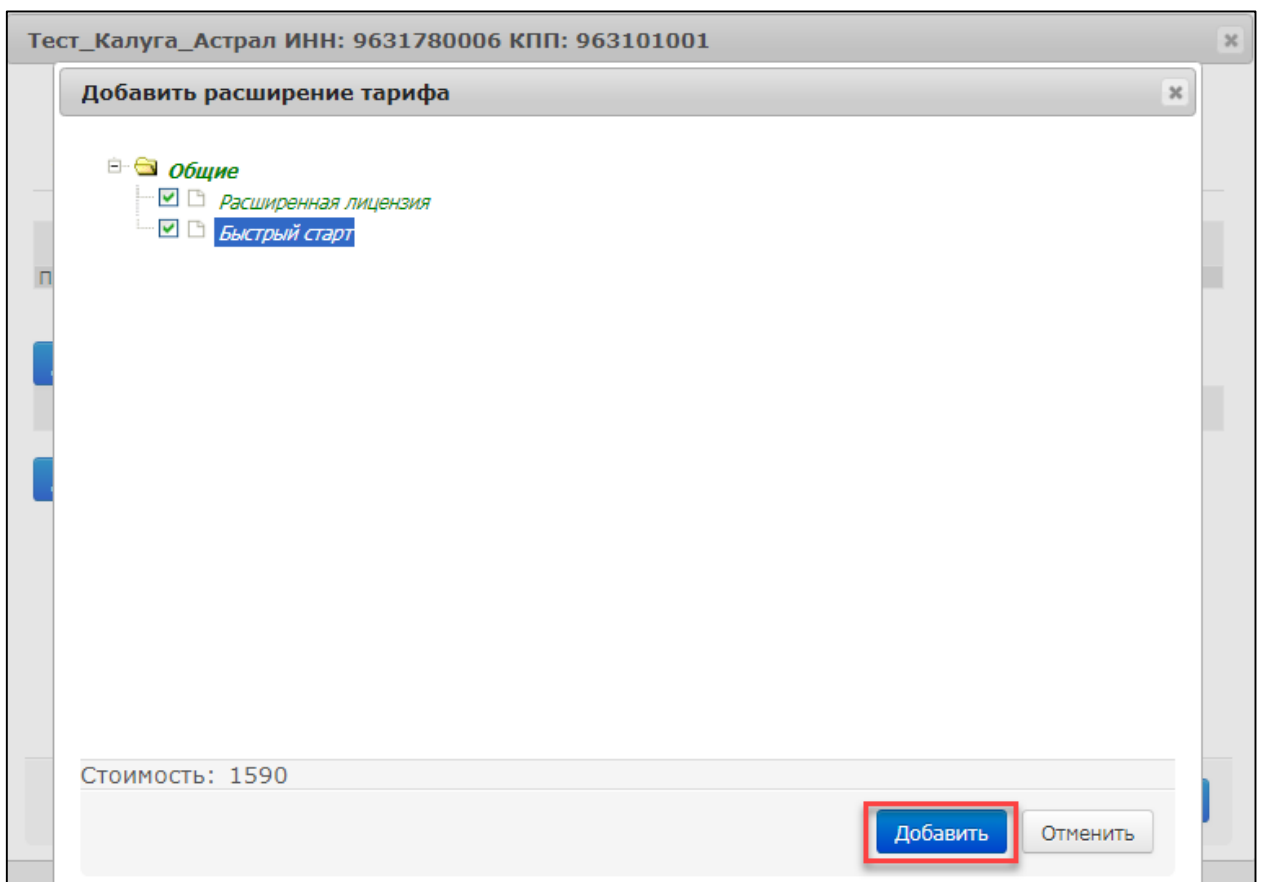 Тест_Калуга_Астрал ИНН: 9631780006 КПП: 963101001
Добавить расширение тарифа
Общие
Расширенная лицензия
Быстрый старт
П
Стоимость: 1590
Добавить Отменить